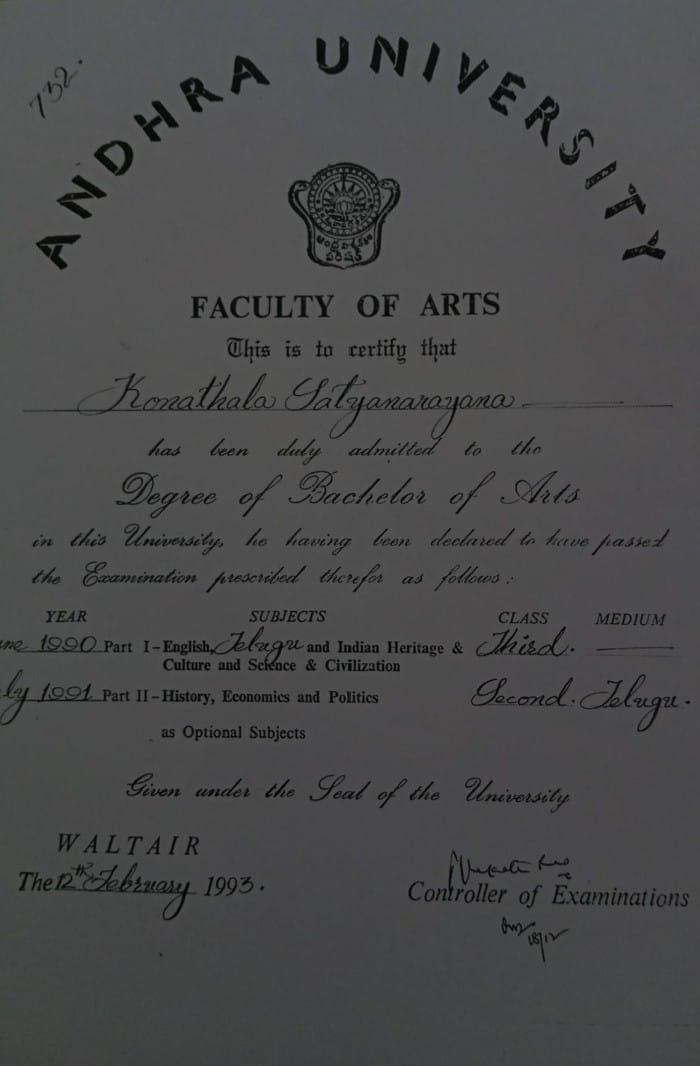 732.
ANDHRA UNIVERSITY
FACULTY OF ARTS
This is to certify that
Konathala Satyanarayana
has been duly admitted to the
Degree of Bachelor of Arts
in this University, he having been declared to have passed
the Examination prescribed therefor as follows :
YEAR SUBJECTS CLASS MEDIUM
ne 1990 Part I - English, Telugu and Indian Heritage & Third.
Culture and Science & Civilization
ly 1991 Part II - History, Economics and Politics Second. Telugu.
as Optional Subjects
Given under the Seal of the University
WALTAIR
The 12th February 1993.
Controller of Examinations
18/12